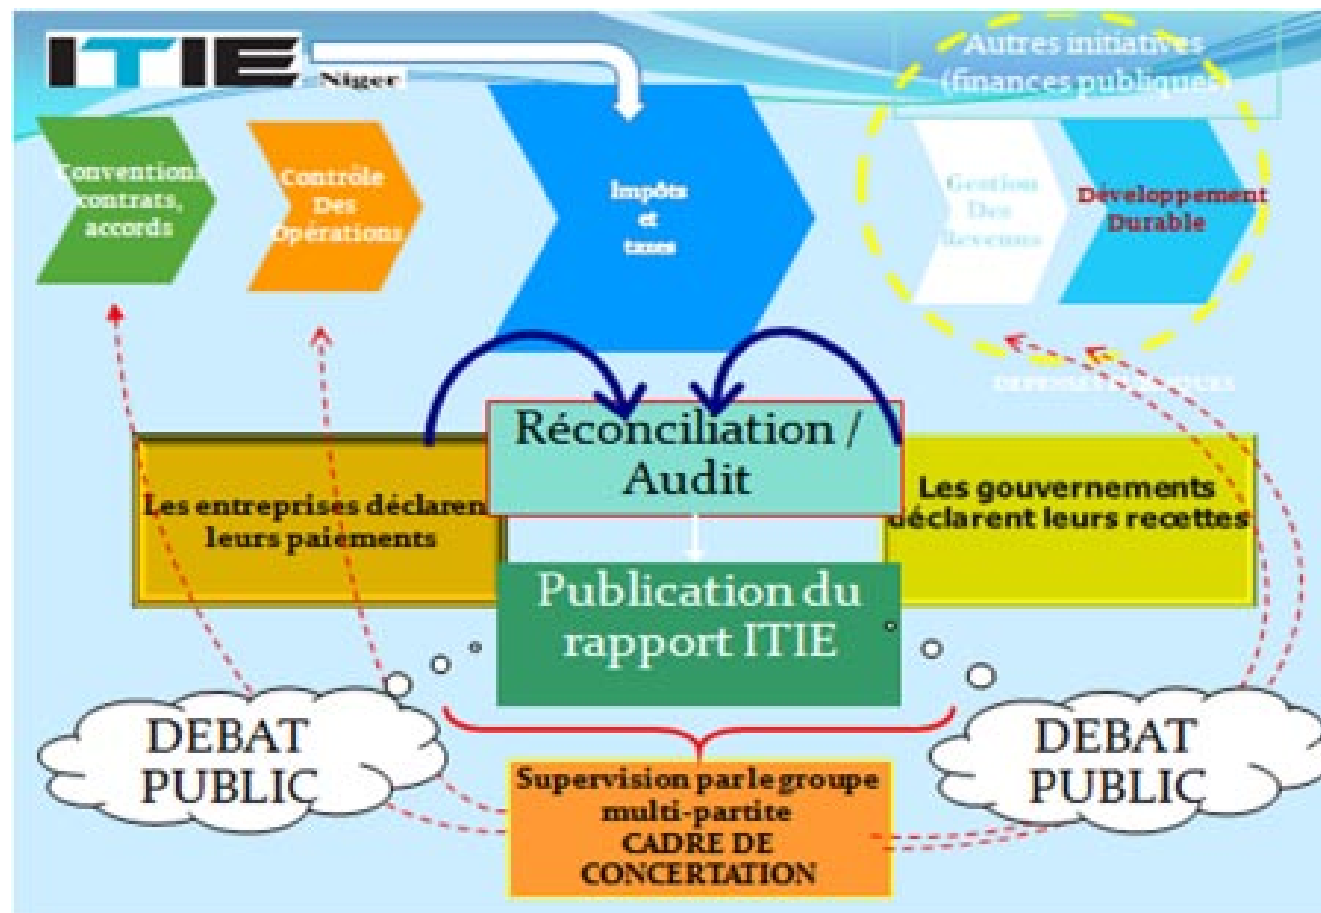 ITIE
Niger
Autres initiatives
(finances publiques)
Conventions
contrats,
accords
Contrôle
Des
Opérations
Impôts
et
taxes
Gestion
Des
Revenus
Développement
Durable
Réconciliation /
Audit
Les entreprises déclaren
leurs paiements
Les gouvernements
déclarent leurs recettes
Publication du
rapport ITIE
DEBAT
PUBLIC
DEBAT
PUBLIC
Supervision par le groupe
multi-partite
CADRE DE
CONCERTATION